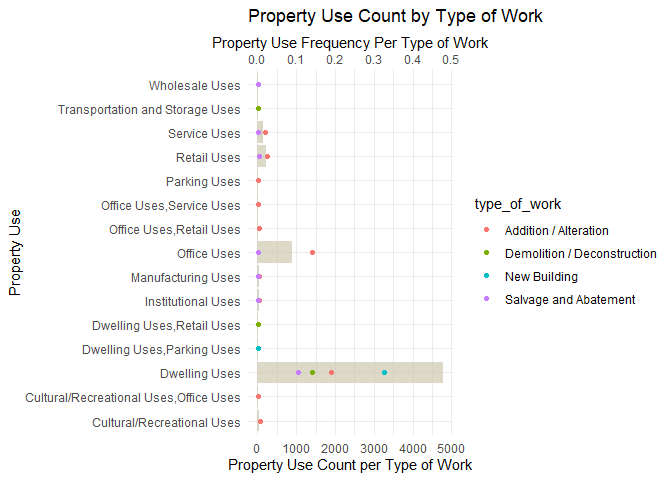 Property Use Count by Type of Work
Property Use Frequency Per Type of Work
0.0 0.1 0.2 0.3 0.4 0.5
Property Use
Wholesale Uses
Transportation and Storage Uses
Service Uses
Retail Uses
Parking Uses
Office Uses,Service Uses
Office Uses,Retail Uses
Office Uses
Manufacturing Uses
Institutional Uses
Dwelling Uses,Retail Uses
Dwelling Uses,Parking Uses
Dwelling Uses
Cultural/Recreational Uses,Office Uses
Cultural/Recreational Uses
0 1000 2000 3000 4000 5000
Property Use Count per Type of Work
type_of_work
Addition / Alteration
Demolition / Deconstruction
New Building
Salvage and Abatement